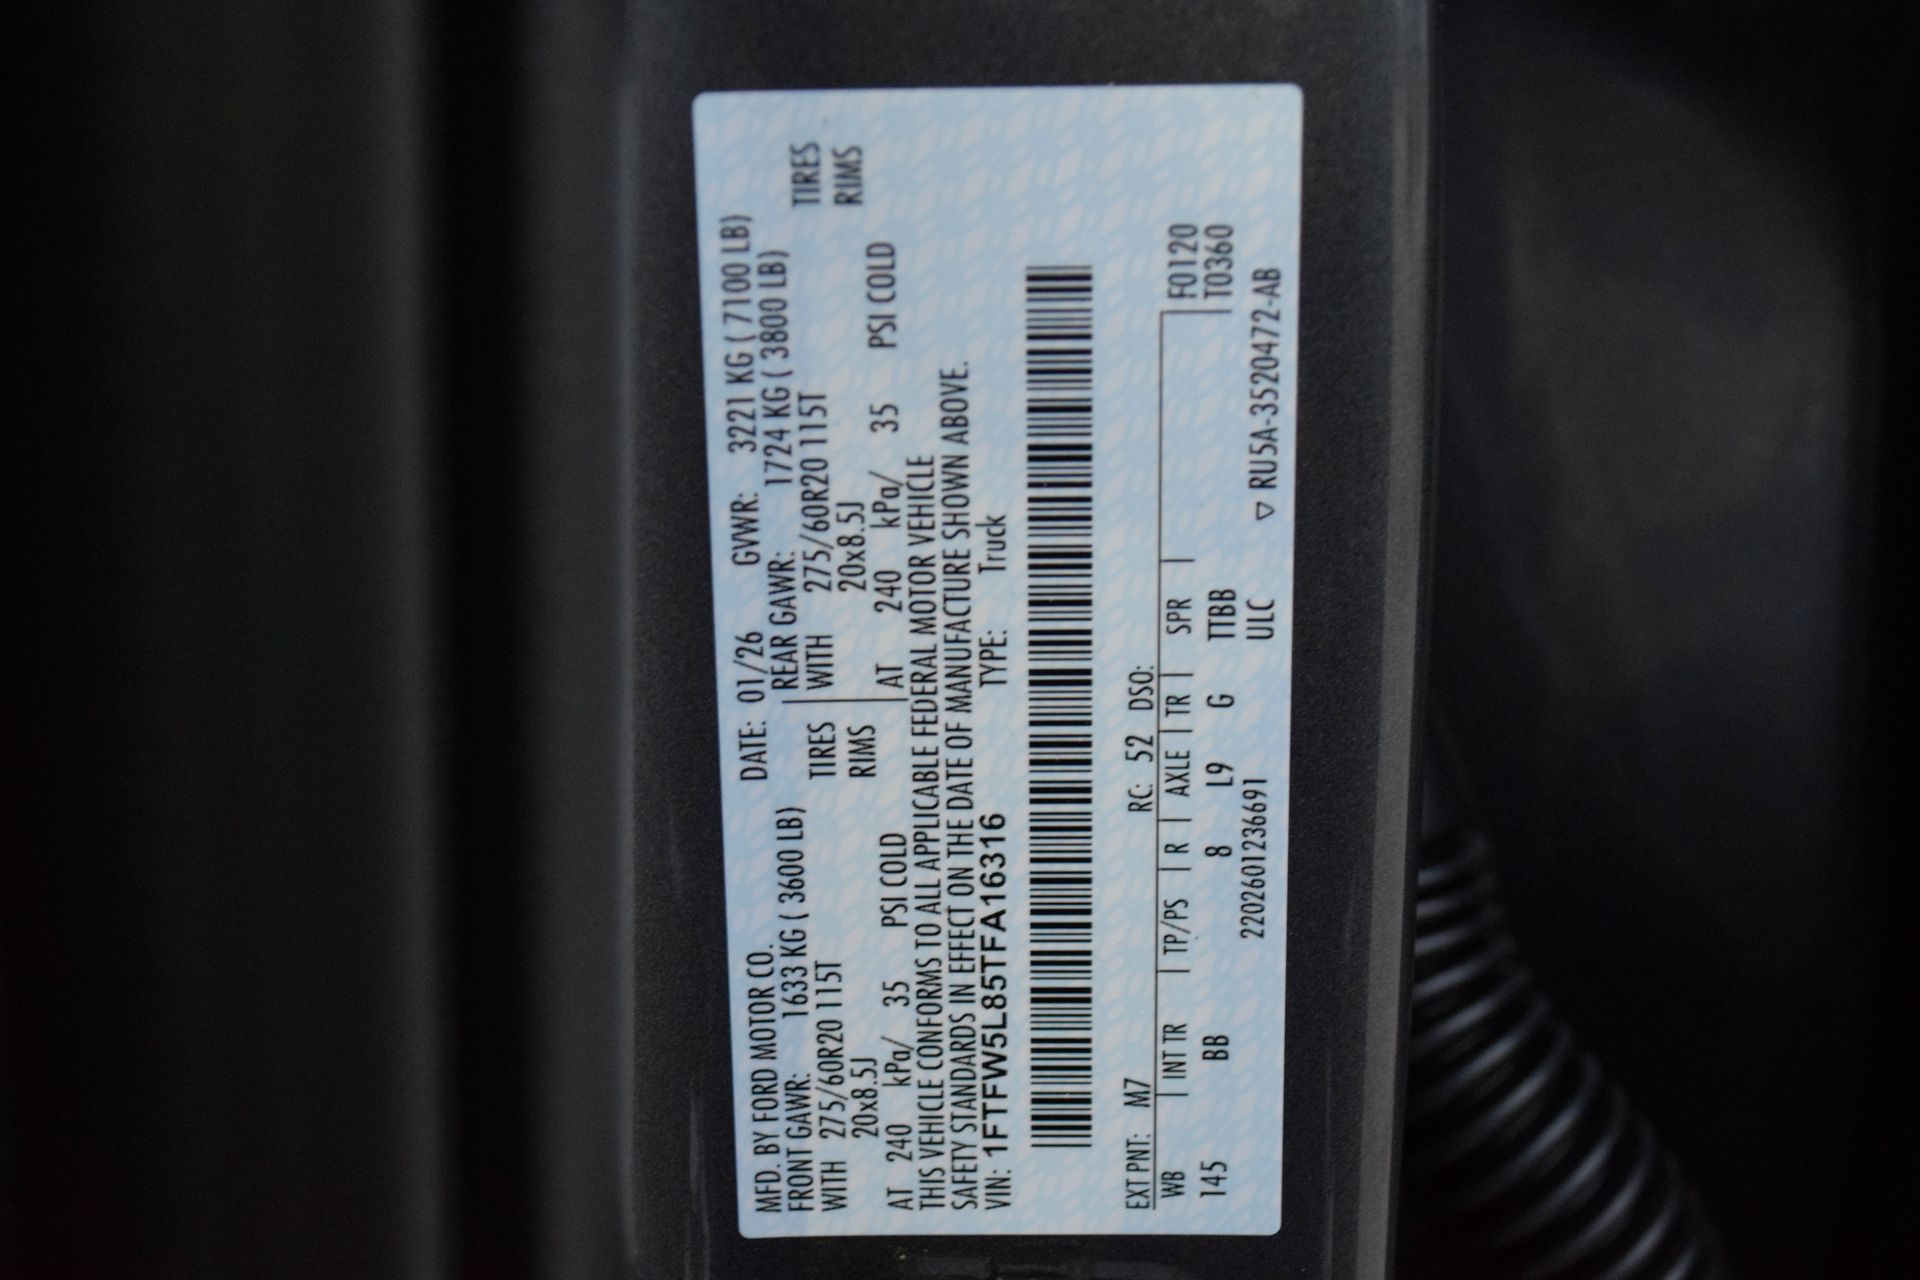 MFD. BY FORD MOTOR CO. DATE: 01/26 GVWR: 3221 KG ( 7100 LB)
FRONT GAWR: 1633 KG ( 3600 LB) REAR GAWR: 1724 KG ( 3800 LB)
WITH 275/60R20 115T TIRES WITH 275/60R20 115T TIRES
20x8.5J RIMS 20x8.5J RIMS
AT 240 kPa/ 35 PSI COLD AT 240 kPa/ 35 PSI COLD
THIS VEHICLE CONFORMS TO ALL APPLICABLE FEDERAL MOTOR VEHICLE
SAFETY STANDARDS IN EFFECT ON THE DATE OF MANUFACTURE SHOWN ABOVE.
VIN: 1FTFW5L85TFA16316 TYPE: Truck
EXT PNT: M7 RC: 52 DSO:
WB INT TR TP/PS R AXLE TR SPR F0120
145 BB 8 L9 G TTBB T0360
2202601236691 ULC ▽ RU5A-3520472-AB